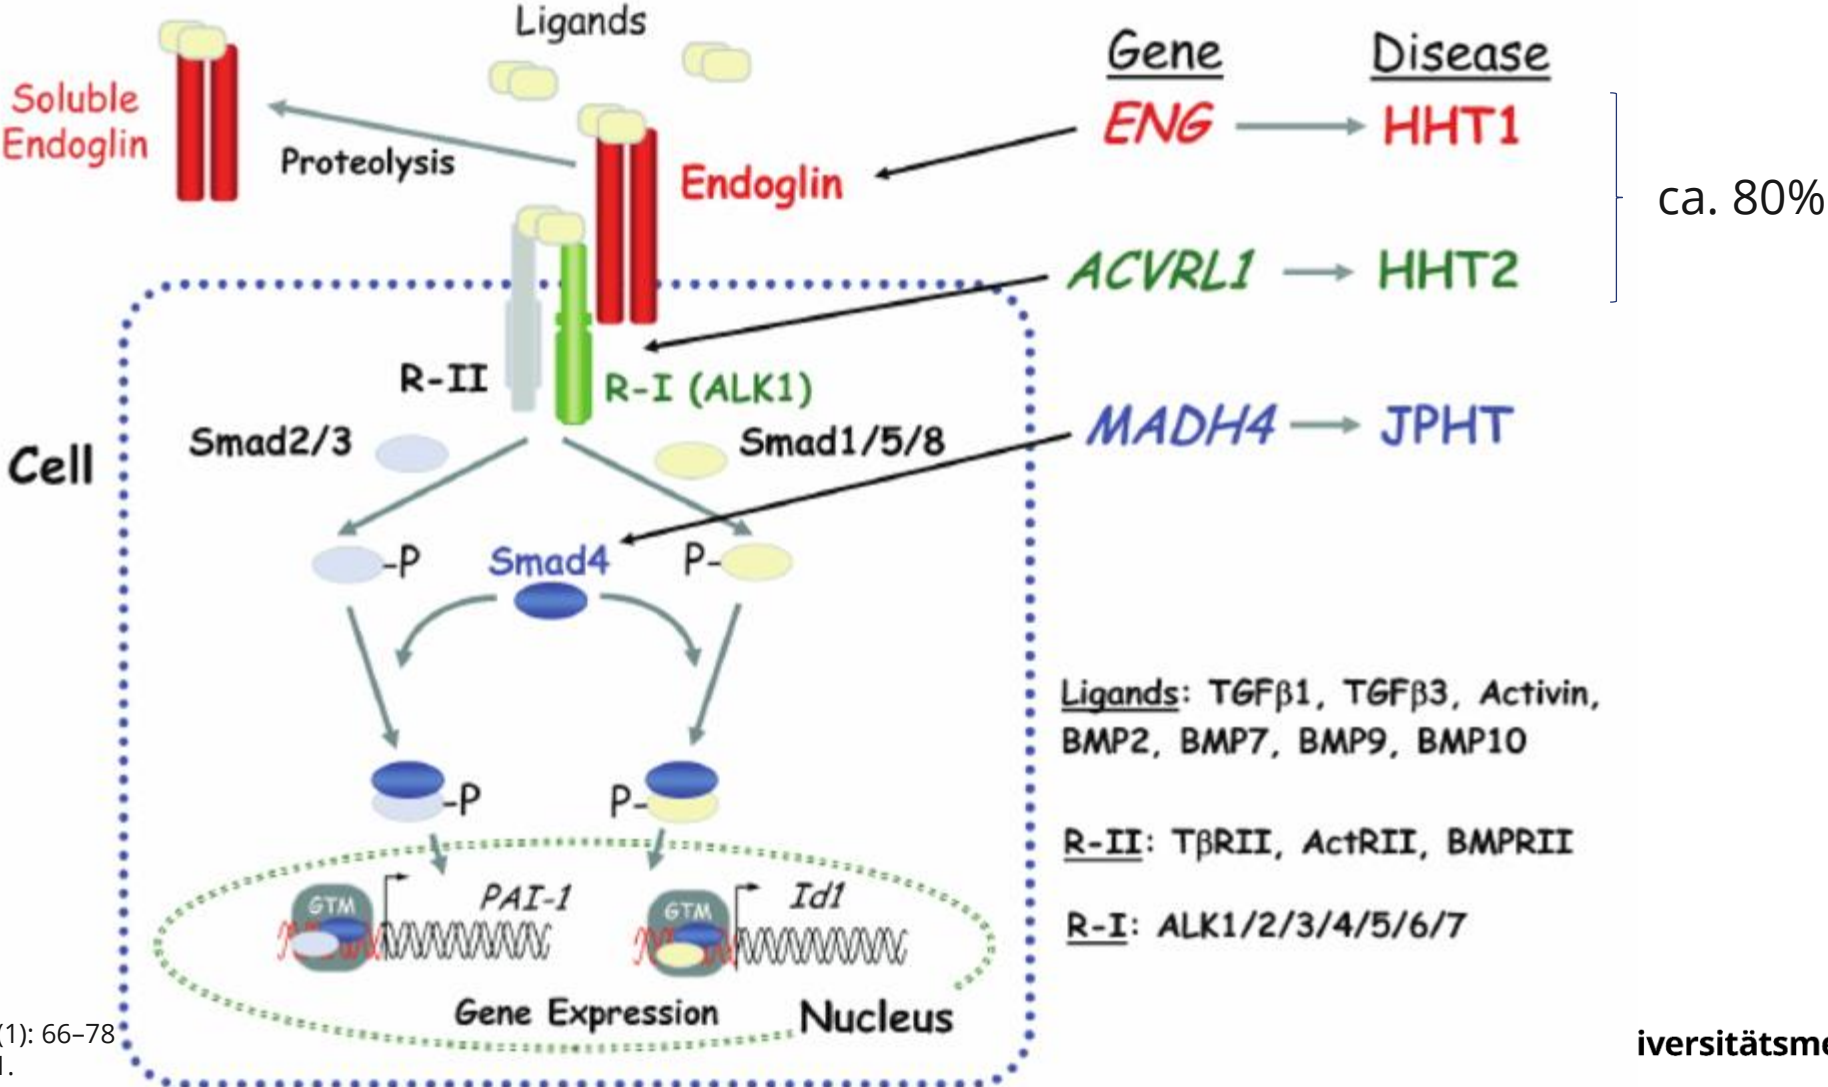 Ligands
Soluble
Endoglin
Proteolysis
Endoglin
Gene Disease
ENG HHT1
ca. 80%
ACVRL1 HHT2
R-II
R-I (ALK1)
MADH4 JPHT
Smad2/3
Smad1/5/8
Cell
-P
Smad4
P-
-P
P-
GTM
PAI-1
GTM
Id1
Gene Expression
Nucleus
Ligands: TGFβ1, TGFβ3, Activin,
BMP2, BMP7, BMP9, BMP10
R-II: TβRII, ActRII, BMPRII
R-I: ALK1/2/3/4/5/6/7
(1): 66–78
iversitätsme